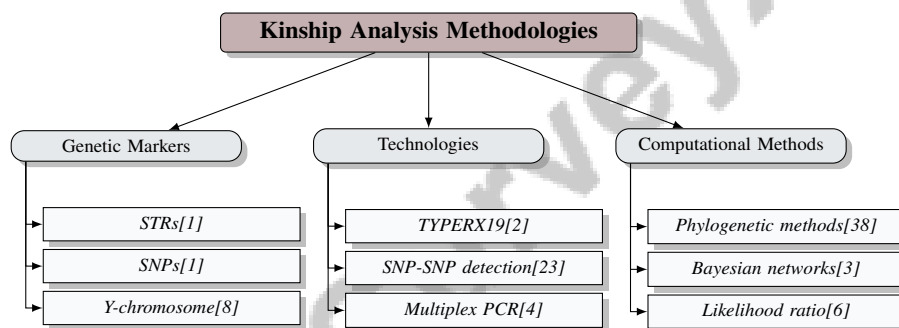 Kinship Analysis Methodologies
Genetic Markers
STRs[1]
SNPs[1]
Y-chromosome[8]
Technologies
TYPERX19[2]
SNP-SNP detection[23]
Multiplex PCR[4]
Computational Methods
Phylogenetic methods[38]
Bayesian networks[3]
Likelihood ratio[6]